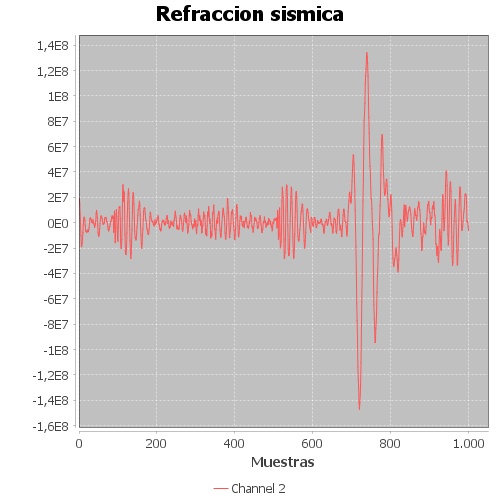 Refraccion sismica
1,4E8
1,2E8
1E8
8E7
6E7
4E7
2E7
0E0
-2E7
-4E7
-6E7
-8E7
-1E8
-1,2E8
-1,4E8
-1,6E8
0 200 400 600 800 1.000
Muestras
Channel 2